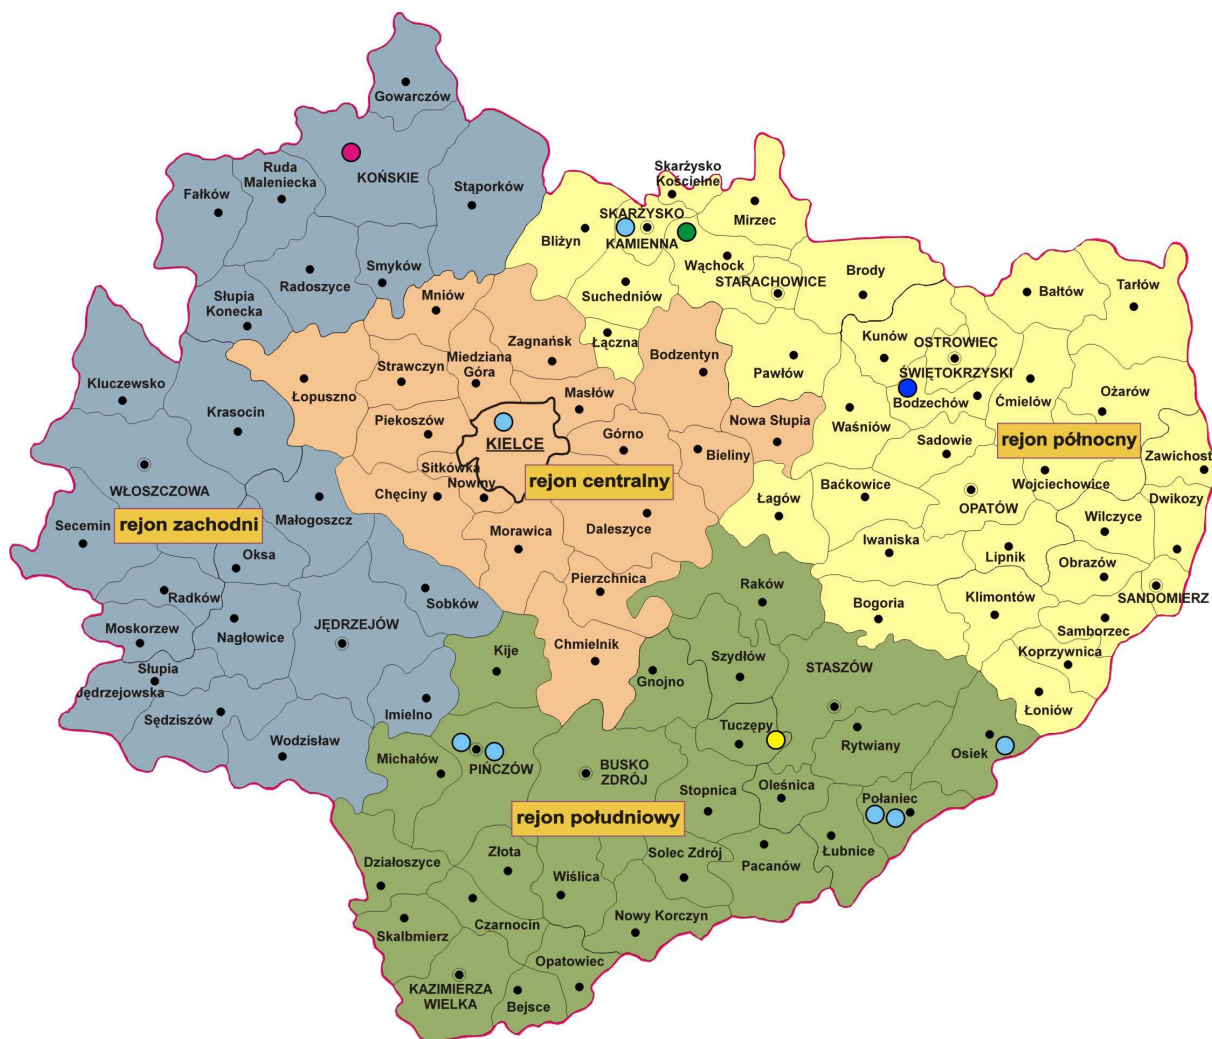 Gowarczów
KOŃSKIE
Ruda
Maleniecka
Fałków
Stąporków
Skarżysko
Kościelne
SKARŻYSKO
KAMIENNA
Mirzec
Bliżyn
Wąchock
STARACHOWICE
Brody
Bałtów
Tarłów
Smyków
Radoszyce
Słupia
Konecka
Mniów
Suchedniów
Łączna
Zagnańsk
Bodzentyn
Kunów
OSTROWIEC
ŚWIĘTOKRZYSKI
Pawłów
Bodzechów
Ćmielów
Ożarów
Kluczewsko
Krasocin
Łopuszno
Strawczyn
Miedziana
Góra
Masłów
Piekoszów
KIELCE
Górno
Nowa Słupia
Waśniów
Sadowie
rejon północny
Zawichost
WŁOSZCZOWA
Sitkówka
Nowiny
Chęciny
rejon centralny
Bieliny
Łagów
Baćkowice
OPATÓW
Wojciechowice
Dwikozy
Secemin
rejon zachodni
Małogoszcz
Morawica
Daleszyce
Iwaniska
Lipnik
Wilczyce
Oksa
Obrazów
Pierzchnica
Raków
Radków
Sobków
Bogoria
Klimontów
SANDOMIERZ
Moskorzew
Nagłowice
JĘDRZEJÓW
Samborzec
Kije
Chmielnik
Szydłów
STASZÓW
Koprzywnica
Słupia
Jędrzejowska
Gnojno
Sędziszów
Imielno
Łoniów
Wodzisław
Tuczępy
Rytwiany
Osiek
Michałów
PIŃCZÓW
BUSKO
ZDRÓJ
Stopnica
Oleśnica
Połaniec
rejon południowy
Łubnice
Pacanów
Działoszyce
Złota
Wiślica
Solec Zdrój
Skalbmierz
Czarnocin
Nowy Korczyn
Opatowiec
KAZIMIERZA
WIELKA
Bejsce